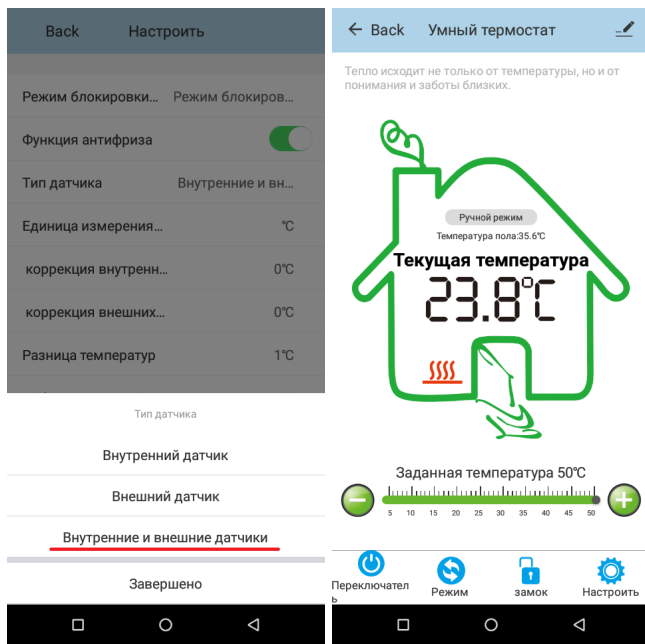 Back Настроить
Режим блокировки... Режим блокиров...
Функция антифриза
Тип датчика Внутренние и вн...
Единица измерения... °C
коррекция внутренн... 0°C
коррекция внешних... 0°C
Разница температур 1°C
Тип датчика
Внутренний датчик
Внешний датчик
Внутренние и внешние датчики
Завершено
← Back Умный термостат
Тепло исходит не только от температуры, но и от
понимания и заботы близких.
Ручной режим
Температура пола:35.6°C
Текущая температура
23.8°C
Заданная температура 50°C
5 10 15 20 25 30 35 40 45 50
Переключател
ь
Режим
замок
Настроить